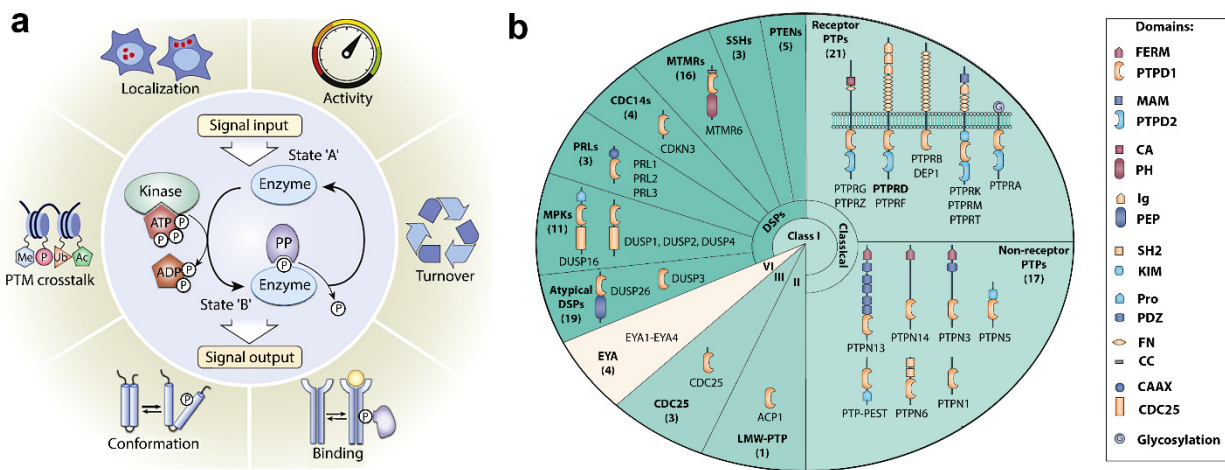 a
Localization
Activity
Signal input
State 'A'
Enzyme
Kinase
ATP
P
P
P
P
ADP
P
P
PP
P
Enzyme
P
State 'B'
Signal output
PTM crosstalk
Me
P
Ub
Ac
Turnover
Conformation
P
Binding
P
b
Receptor
PTPs
(21)
PTENs
(5)
SSHs
(3)
MTMRs
(16)
MTMR6
CDC14s
(4)
CDKN3
PRLs
(3)
PRL1
PRL2
PRL3
MPKs
(11)
DUSP16
DUSP1, DUSP2, DUSP4
Atypical
DSPs
(19)
DUSP26
DUSP3
EYA1-EYA4
EYA
(4)
CDC25
CDC25
(3)
ACP1
LMW-PTP
(1)
DSPs
Class I
Classical
VI
III
II
G
PTPRG
PTPRZ
PTPRD
PTPRF
PTPRB
DEP1
PTPRK
PTPRM
PTPRT
PTPRA
Non-receptor
PTPs
(17)
PTPN13
PTPN14
PTPN3
PTPN5
PTP-PEST
PTPN6
PTPN1
Domains:
FERM
PTPD1
MAM
PTPD2
CA
PH
Ig
PEP
SH2
KIM
Pro
PDZ
FN
CC
CAAX
CDC25
G Glycosylation